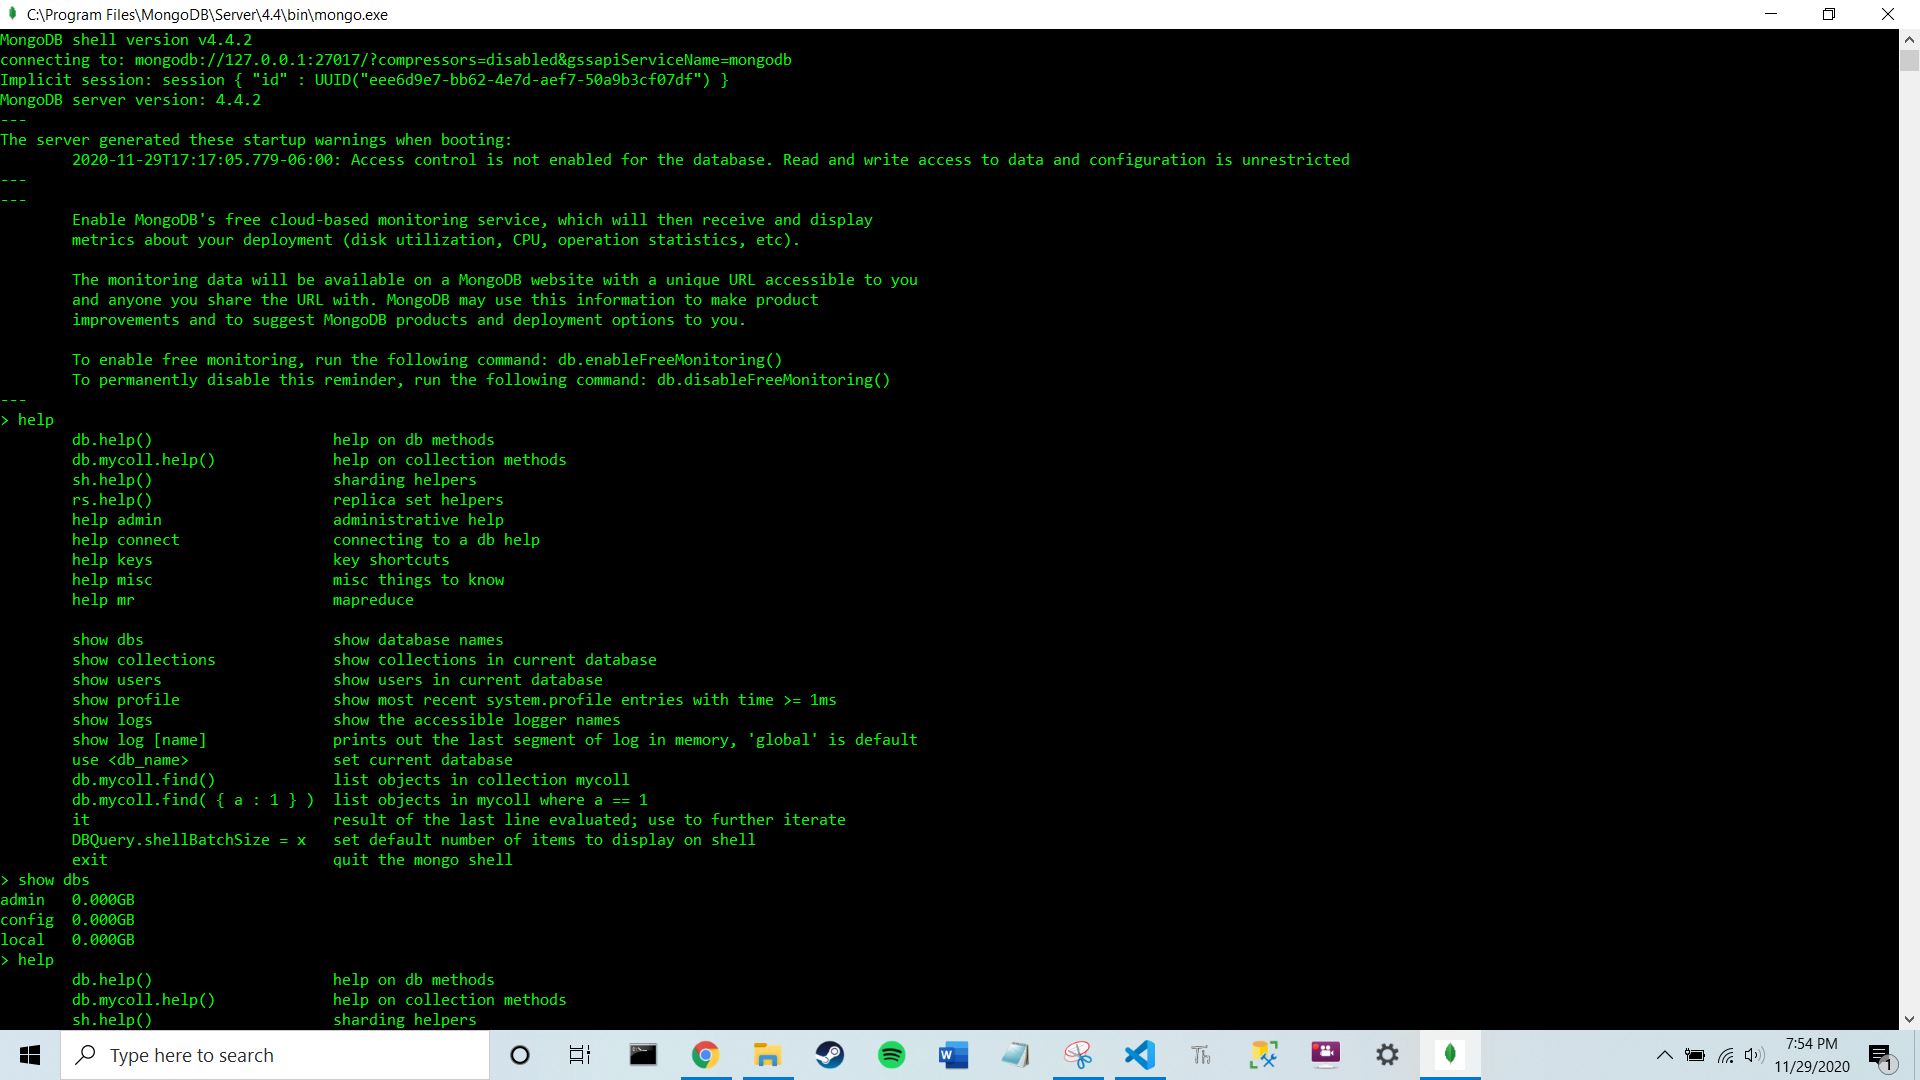 C:\Program Files\MongoDB\Server\4.4\bin\mongo.exe
MongoDB shell version v4.4.2
connecting to: mongodb://127.0.0.1:27017/?compressors=disabled&gssapiServiceName=mongodb
Implicit session: session { "id" : UUID("eee6d9e7-bb62-4e7d-aef7-50a9b3cf07df") }
MongoDB server version: 4.4.2
---
The server generated these startup warnings when booting:
2020-11-29T17:17:05.779-06:00: Access control is not enabled for the database. Read and write access to data and configuration is unrestricted
---
---
Enable MongoDB's free cloud-based monitoring service, which will then receive and display
metrics about your deployment (disk utilization, CPU, operation statistics, etc).
The monitoring data will be available on a MongoDB website with a unique URL accessible to you
and anyone you share the URL with. MongoDB may use this information to make product
improvements and to suggest MongoDB products and deployment options to you.
To enable free monitoring, run the following command: db.enableFreeMonitoring()
To permanently disable this reminder, run the following command: db.disableFreeMonitoring()
---
> help
db.help() help on db methods
db.mycoll.help() help on collection methods
sh.help() sharding helpers
rs.help() replica set helpers
help admin administrative help
help connect connecting to a db help
help keys key shortcuts
help misc misc things to know
help mr mapreduce
show dbs show database names
show collections show collections in current database
show users show users in current database
show profile show most recent system.profile entries with time >= 1ms
show logs show the accessible logger names
show log [name] prints out the last segment of log in memory, 'global' is default
use <db_name> set current database
db.mycoll.find() list objects in collection mycoll
db.mycoll.find( { a : 1 } ) list objects in mycoll where a == 1
it result of the last line evaluated; use to further iterate
DBQuery.shellBatchSize = x set default number of items to display on shell
exit quit the mongo shell
> show dbs
admin 0.000GB
config 0.000GB
local 0.000GB
> help
db.help() help on db methods
db.mycoll.help() help on collection methods
sh.help() sharding helpers
Type here to search
W
Th
7:54 PM
11/29/2020
1